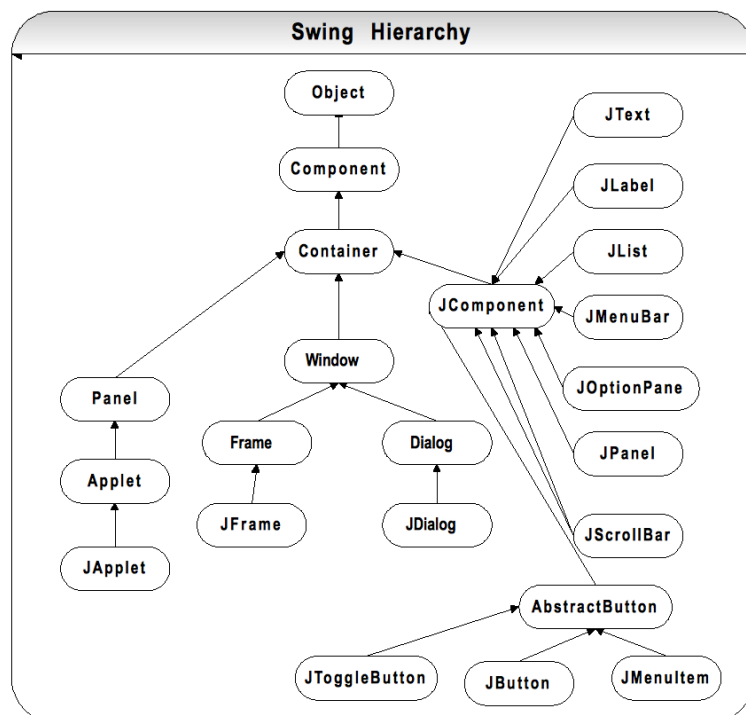 Swing Hierarchy
Object
JText
Component
JLabel
Container
JList
JComponent
JMenuBar
Window
Panel
JOptionPane
Frame
Dialog
JPanel
Applet
JFrame
JDialog
JScrollBar
JApplet
AbstractButton
JToggleButton
JButton
JMenuItem